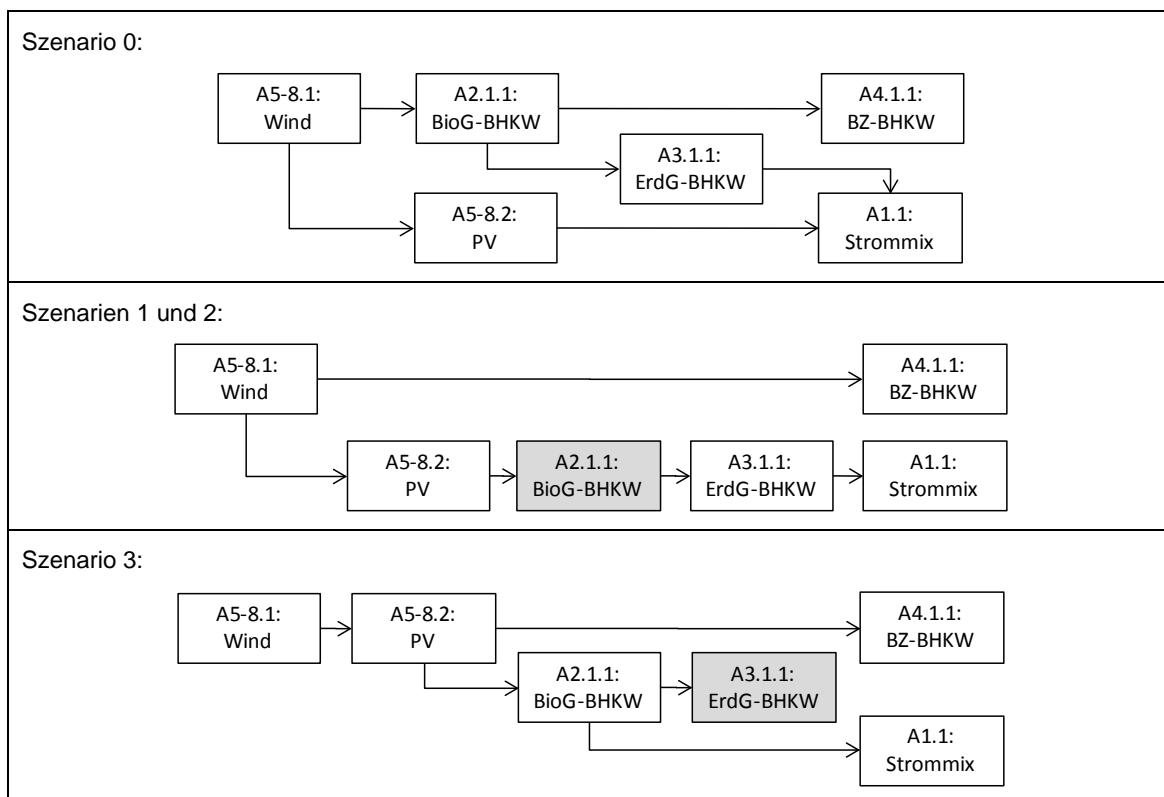 Szenario 0:
A5-8.1:
Wind
A2.1.1:
BioG-BHKW
A4.1.1:
BZ-BHKW
A3.1.1:
ErdG-BHKW
A5-8.2:
PV
A1.1:
Strommix
Szenarien 1 und 2:
A5-8.1:
Wind
A4.1.1:
BZ-BHKW
A5-8.2:
PV
A2.1.1:
BioG-BHKW
A3.1.1:
ErdG-BHKW
A1.1:
Strommix
Szenario 3:
A5-8.1:
Wind
A5-8.2:
PV
A4.1.1:
BZ-BHKW
A2.1.1:
BioG-BHKW
A3.1.1:
ErdG-BHKW
A1.1:
Strommix